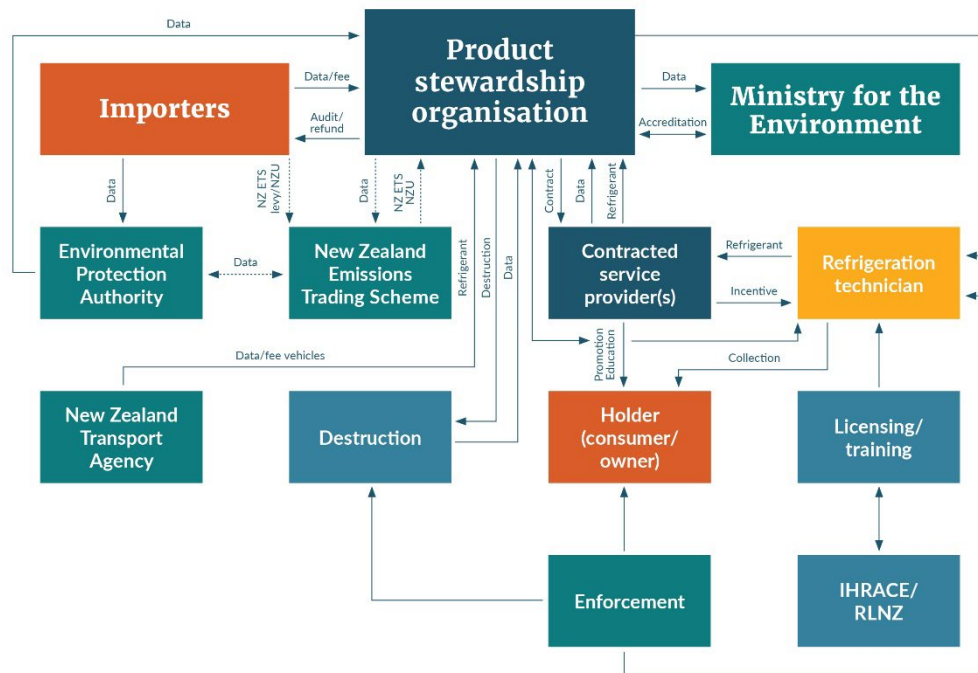 Data
Product
stewardship
organisation
Importers
Data/fee
Audit/
refund
Data
Accreditation
Ministry for the
Environment
Data
NZ ETS
levy/NZU
Data
NZ ETS
NZU
Refrigerant
Destruction
Data
Contract
Data
Refrigerant
Environmental
Protection
Authority
Data
New Zealand
Emissions
Trading Scheme
Contracted
service
provider(s)
Refrigerant
Incentive
Refrigeration
technician
Data/fee vehicles
Promotion
Education
Collection
New Zealand
Transport
Agency
Destruction
Holder
(consumer/
owner)
Licensing/
training
Enforcement
IHRACE/
RLNZ